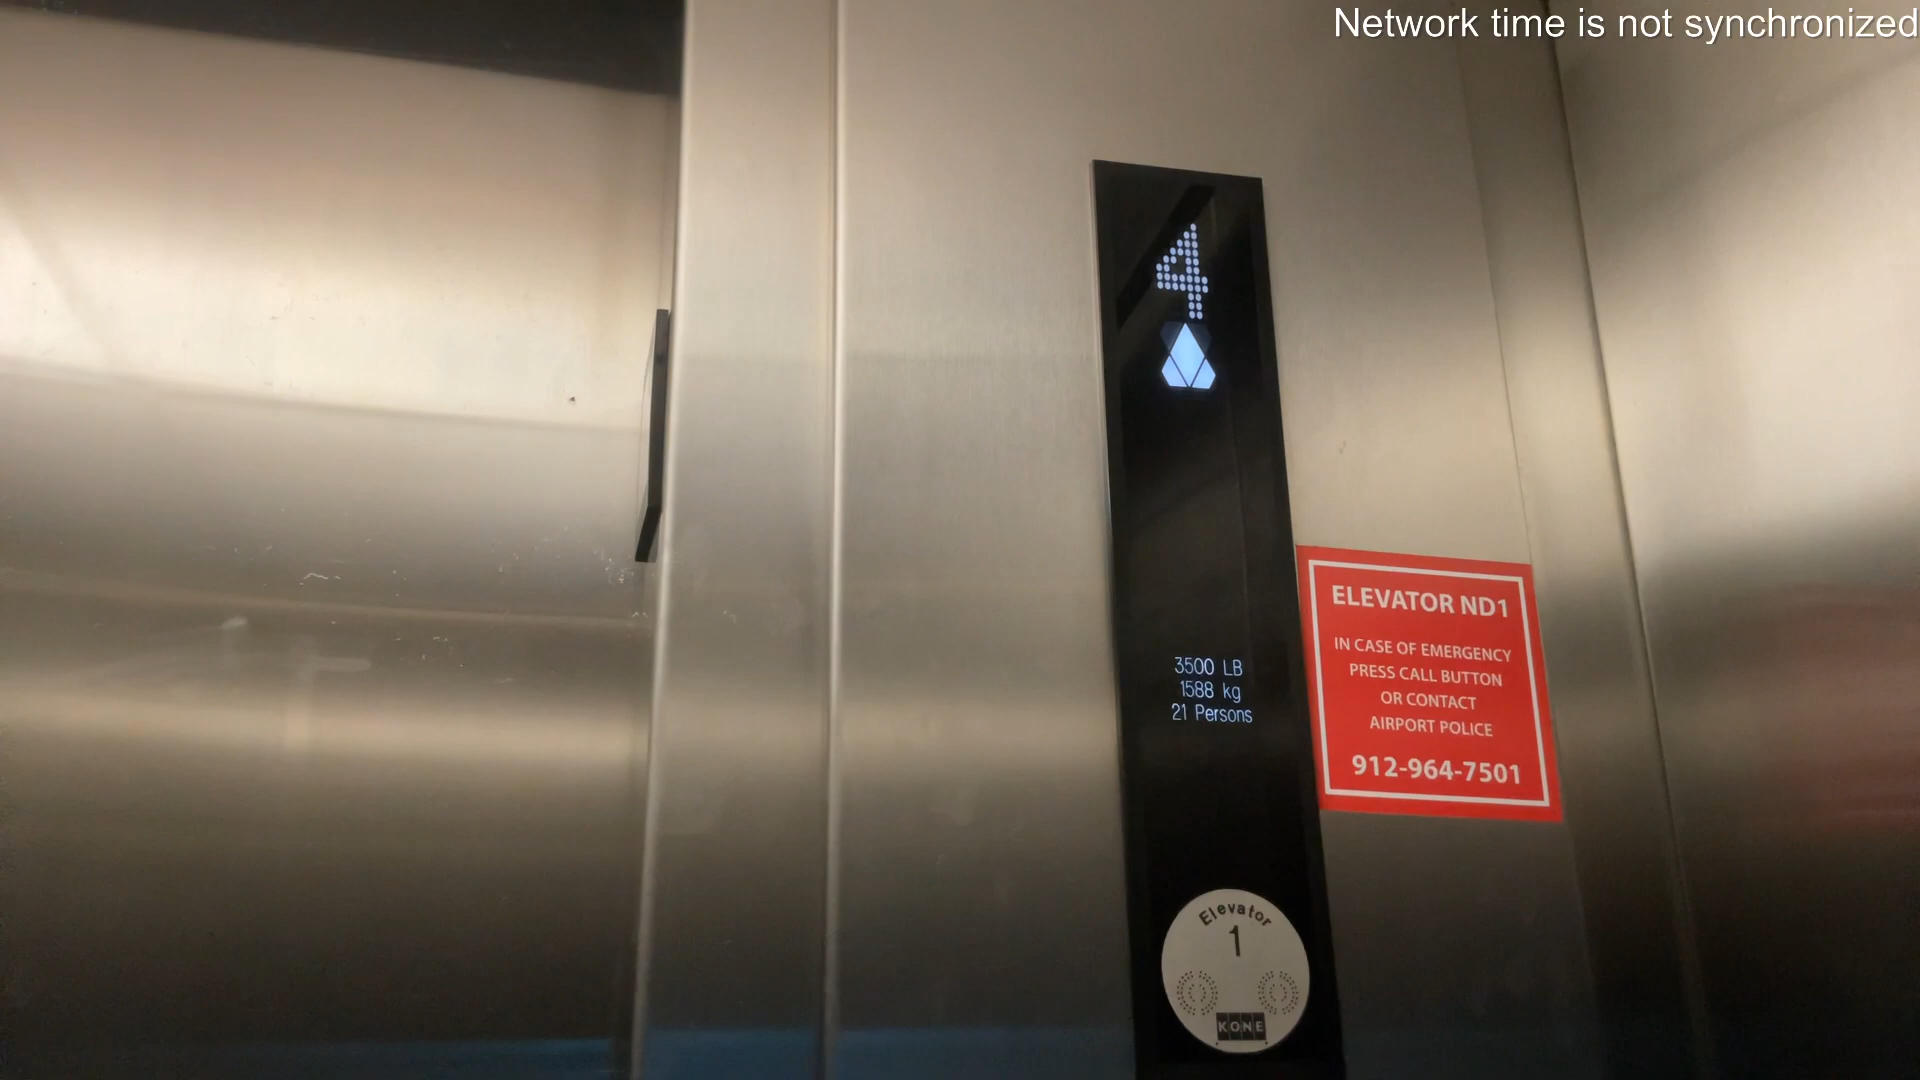 Network time is not synchronized
4
3500 LB
1588 kg
21 Persons
ELEVATOR ND1
IN CASE OF EMERGENCY
PRESS CALL BUTTON
OR CONTACT
AIRPORT POLICE
912-964-7501
Elevator
1
KONE